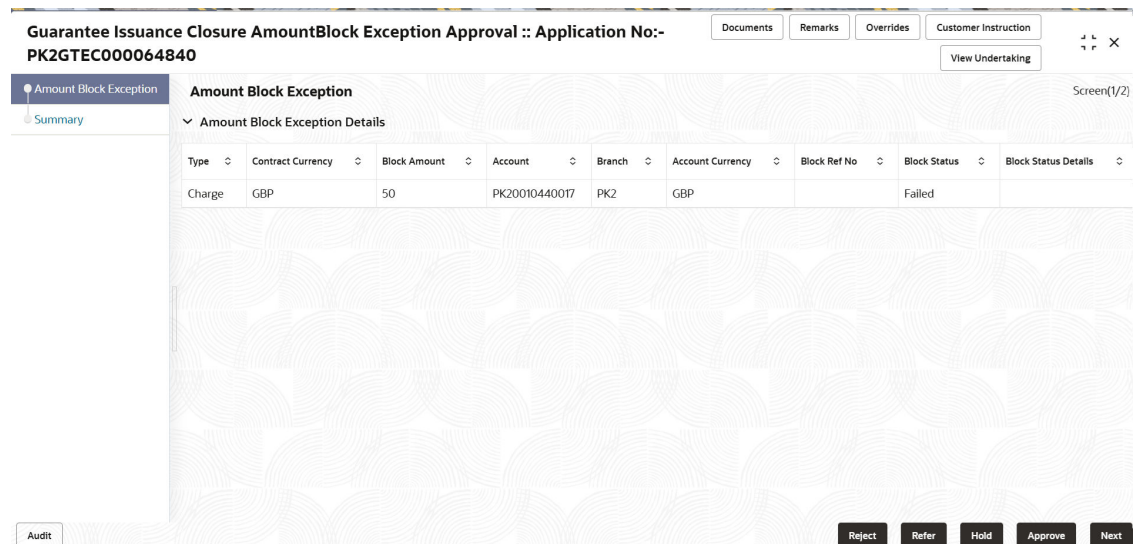 Guarantee Issuance Closure AmountBlock Exception Approval :: Application No:-
PK2GTEC000064840
Documents
Remarks
Overrides
Customer Instruction
View Undertaking
Amount Block Exception
Summary
Amount Block Exception
Screen(1/2)
Amount Block Exception Details
Type Contract Currency Block Amount Account Branch Account Currency Block Ref No Block Status Block Status Details
Charge GBP 50 PK20010440017 PK2 GBP Failed
Audit
Reject
Refer
Hold
Approve
Next